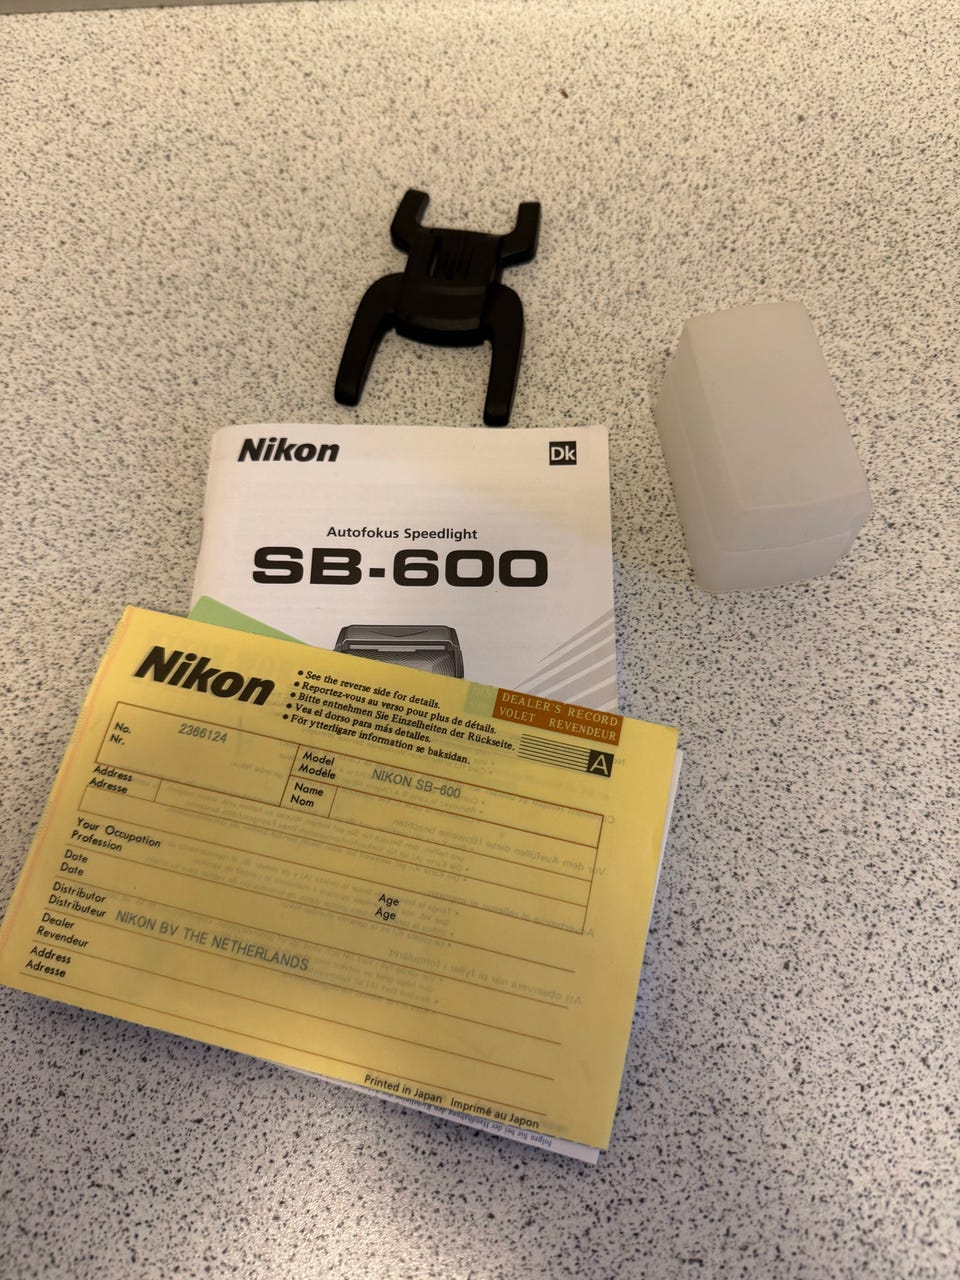 Nikon
Dk
Autofokus Speedlight
SB-600
Nikon
• See the reverse side for details.
• Reportez-vous au verso pour plus de détails.
• Bitte entnehmen Sie Einzelheiten der Rückseite.
• Vea el dorso para más detalles.
• För ytterligare information se baksidan.
DEALER'S RECORD
VOLET REVENDEUR
A
No.
Nr.
2366124
Model
Modèle
NIKON SB-600
Name
Nom
Address
Adresse
Your Occupation
Profession
Age
Âge
Date
Date
Distributor
Distributeur
NIKON BV THE NETHERLANDS
Dealer
Revendeur
Address
Adresse
Printed in Japan Imprimé au Japon